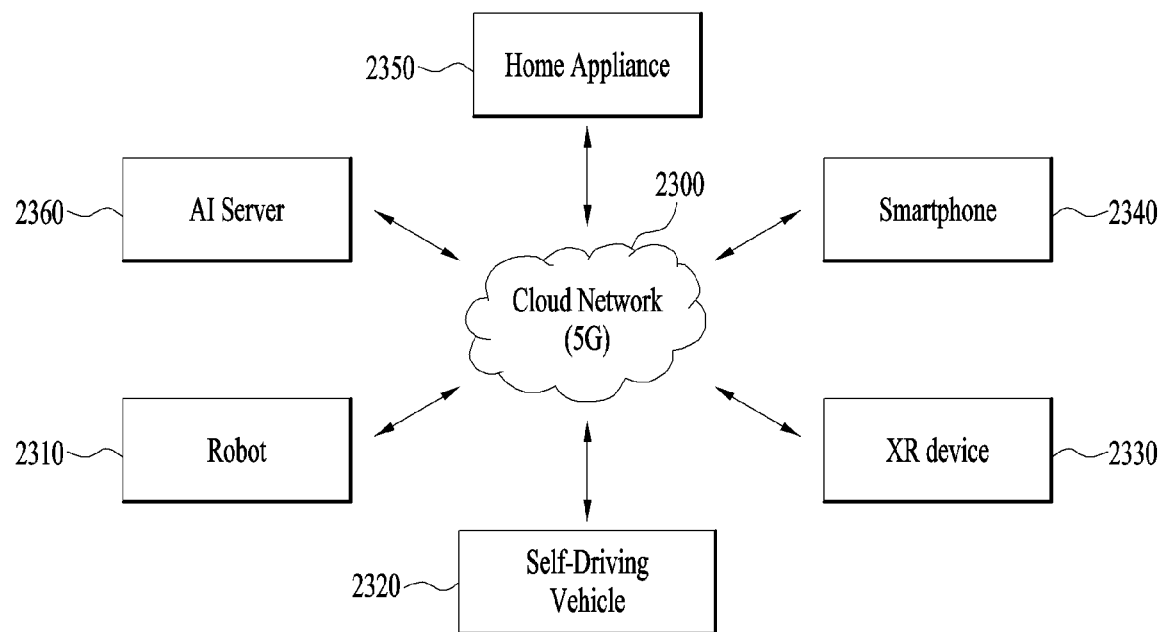 2350
Home Appliance
2360
AI Server
2300
Smartphone
2340
Cloud Network
(5G)
2310
Robot
XR device
2330
2320
Self-Driving
Vehicle